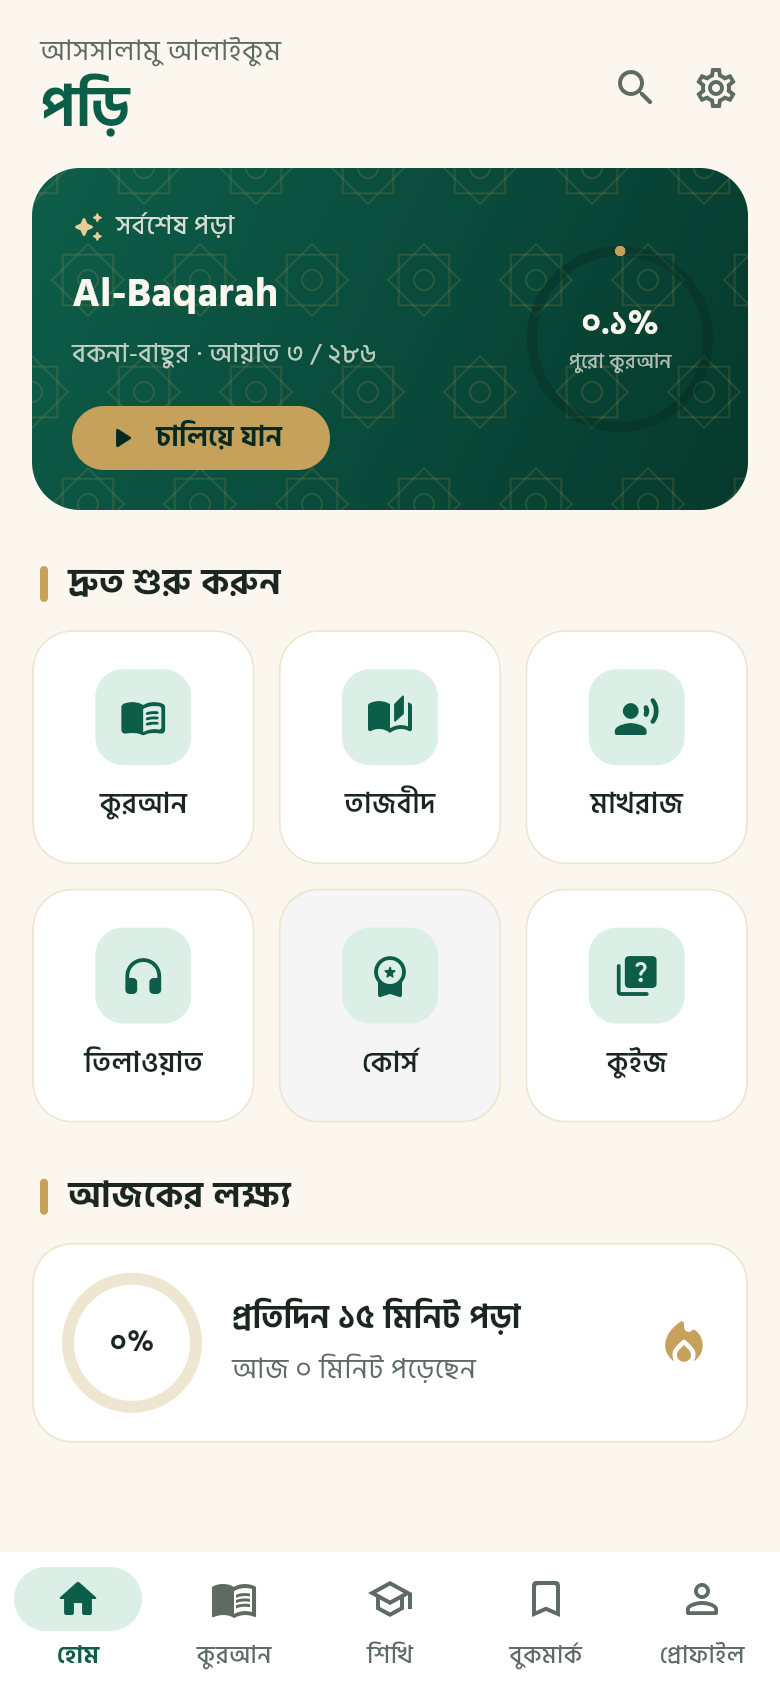 আসসালামু আলাইকুম
পড়ি
সর্বশেষ পড়া
Al-Baqarah
বকনা-বাছুর · আয়াত ৩ / ২৮৬
০.১%
পুরো কুরআন
চালিয়ে যান
দ্রুত শুরু করুন
কুরআন
তাজবীদ
মাখরাজ
তিলাওয়াত
কোর্স
কুইজ
আজকের লক্ষ্য
০%
প্রতিদিন ১৫ মিনিট পড়া
আজ ০ মিনিট পড়েছেন
হোম
কুরআন
শিখি
বুকমার্ক
প্রোফাইল